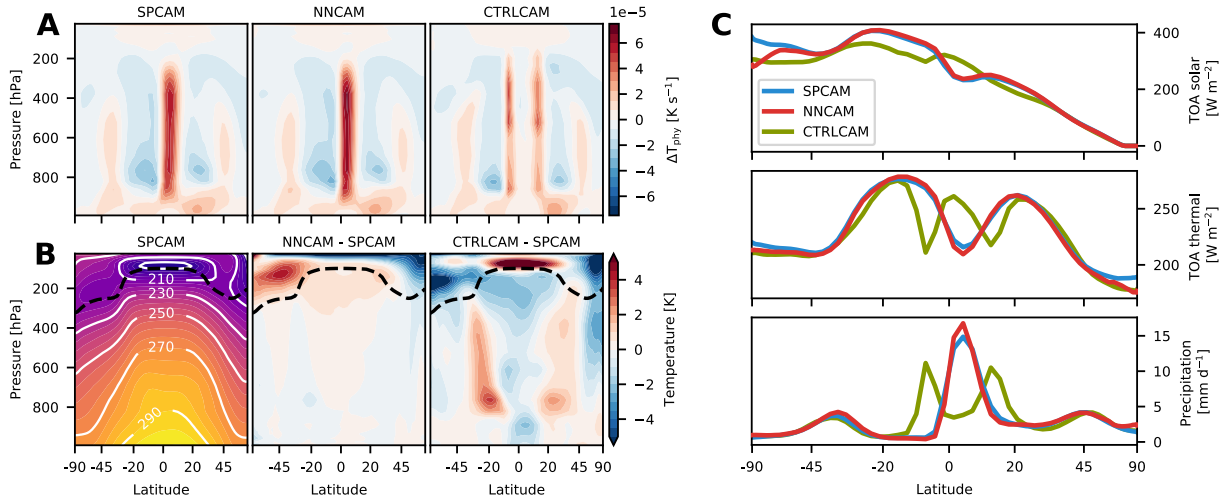 A
SPCAM
NNCAM
CTRLCAM
1e−5
Pressure [hPa]
200
400
600
800
6
4
2
0
−2
−4
−6
ΔT_phy [K s⁻¹]
B
SPCAM
NNCAM - SPCAM
CTRLCAM - SPCAM
Pressure [hPa]
200
400
600
800
210
230
250
270
290
4
2
0
−2
−4
Temperature [K]
-90 -45 -20 0 20 45
-45 -20 0 20 45
-45 -20 0 20 45 90
Latitude
Latitude
Latitude
C
SPCAM
NNCAM
CTRLCAM
400
200
0
TOA solar
[W m⁻²]
250
200
TOA thermal
[W m⁻²]
15
10
5
0
Precipitation
[mm d⁻¹]
-90 -45 -20 0 20 45 90
Latitude